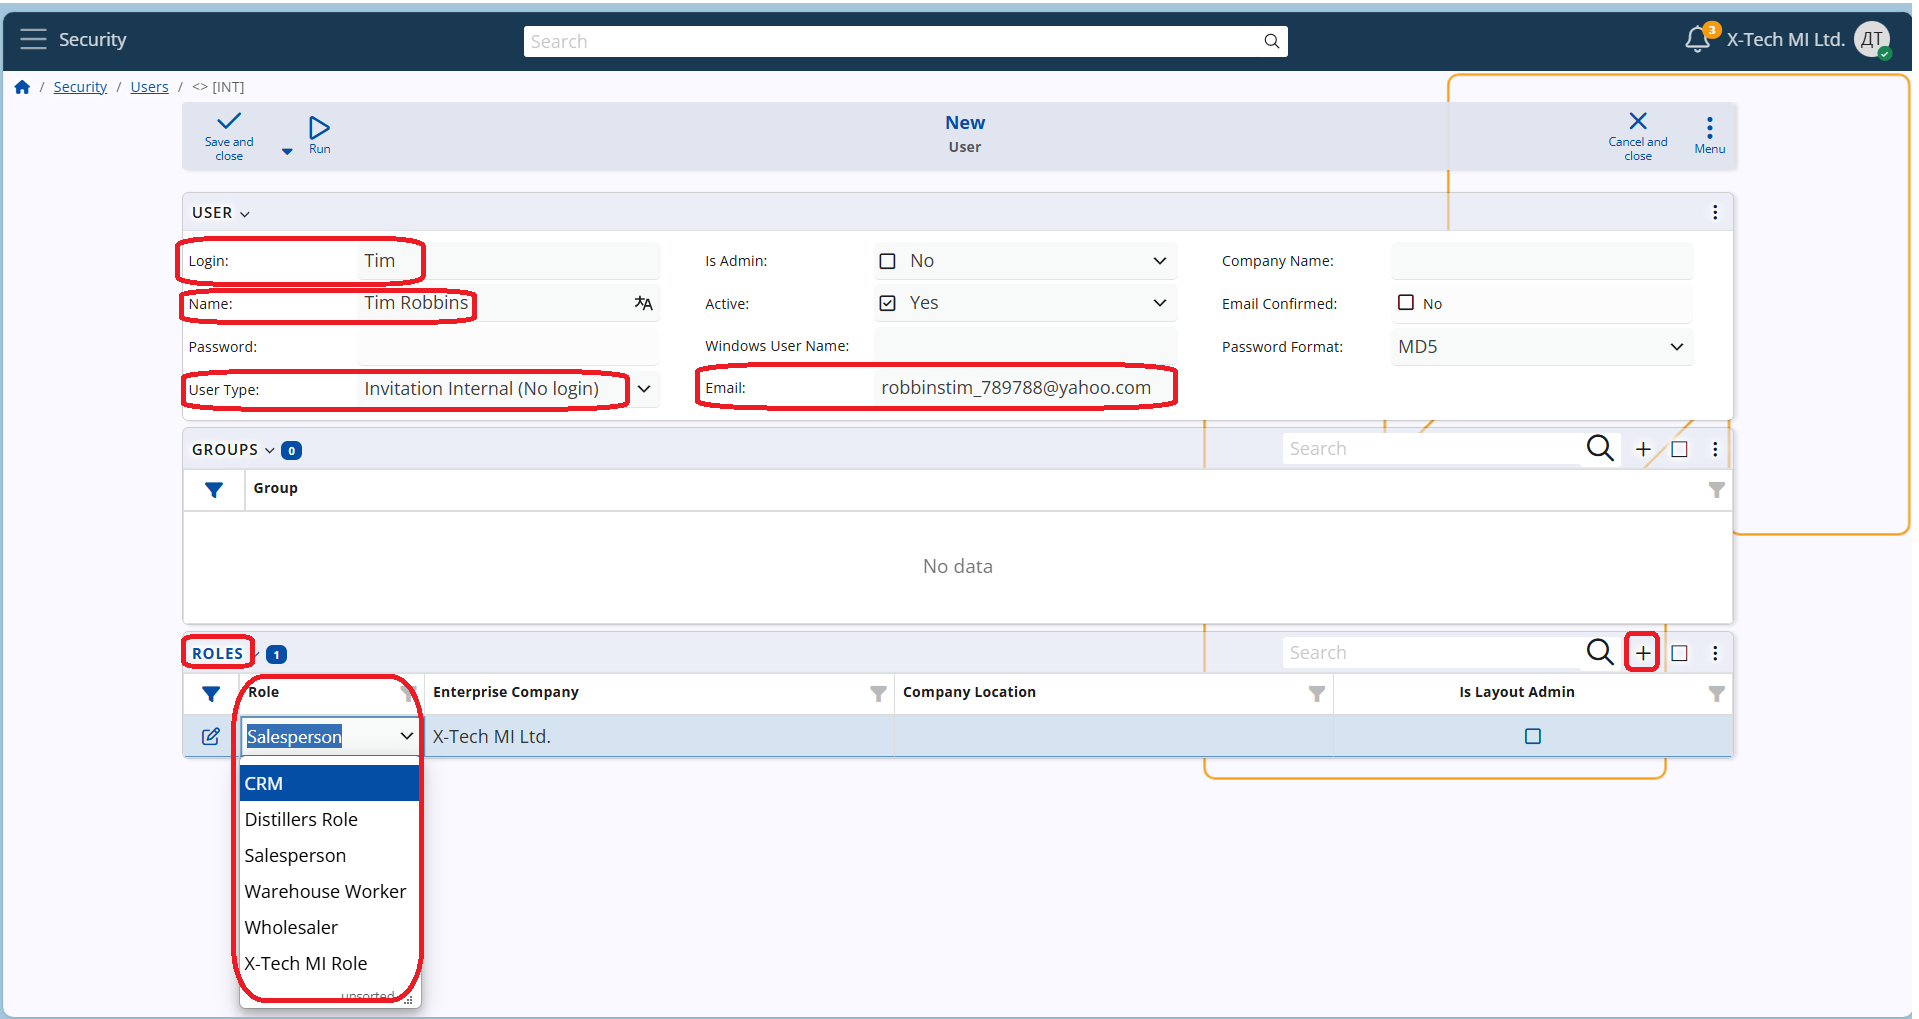 Security
Search
3
X-Tech MI Ltd.
ДТ
/ Security / Users / <> [INT]
Save and close
Run
New
User
Cancel and close
Menu
USER
Login: Tim
Is Admin: No
Company Name:
Name: Tim Robbins
Active: Yes
Email Confirmed: No
Password:
Windows User Name:
Password Format: MD5
User Type: Invitation Internal (No login)
Email: robbinstim_789788@yahoo.com
GROUPS 0
Search
Group
No data
ROLES 1
Search
Role Enterprise Company Company Location Is Layout Admin
Salesperson X-Tech MI Ltd.
CRM
Distillers Role
Salesperson
Warehouse Worker
Wholesaler
X-Tech MI Role
unsorted